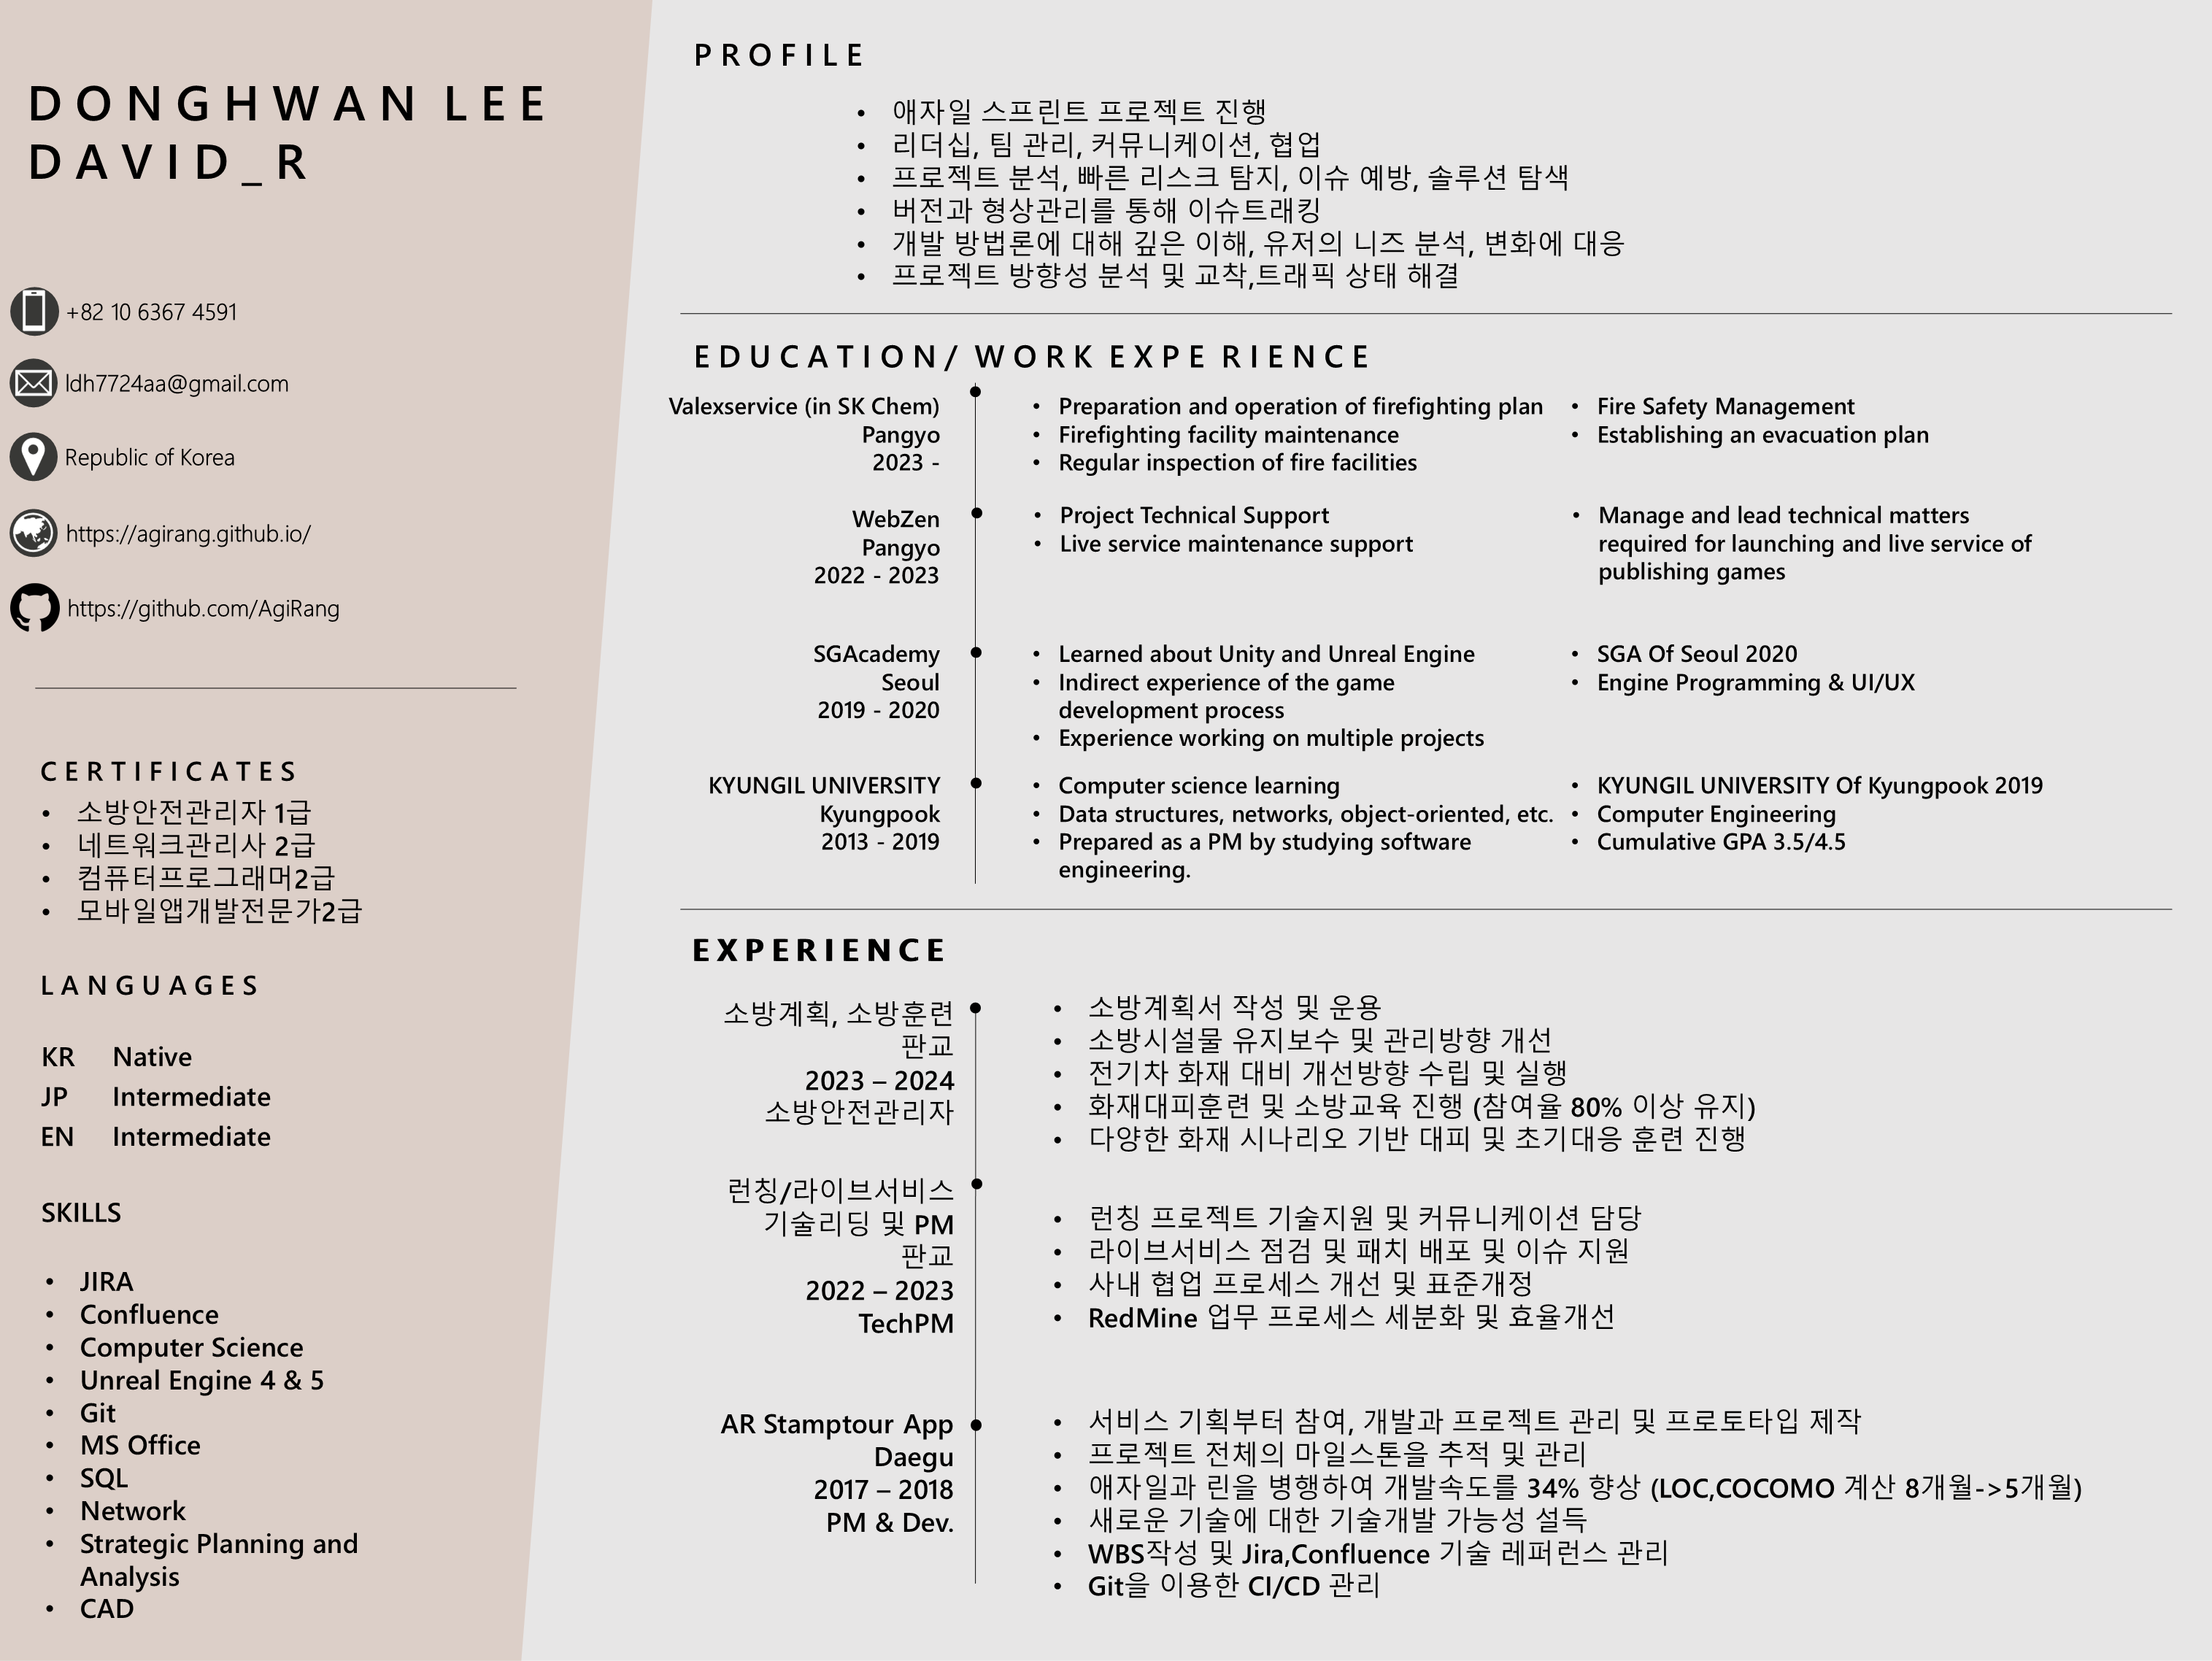 DONGHWAN LEE
DAVID_R
+82 10 6367 4591
ldh7724aa@gmail.com
Republic of Korea
https://agirang.github.io/
https://github.com/AgiRang
CERTIFICATES
• 소방안전관리자 1급
• 네트워크관리사 2급
• 컴퓨터프로그래머2급
• 모바일앱개발전문가2급
LANGUAGES
KR Native
JP Intermediate
EN Intermediate
SKILLS
• JIRA
• Confluence
• Computer Science
• Unreal Engine 4 & 5
• Git
• MS Office
• SQL
• Network
• Strategic Planning and
Analysis
• CAD
PROFILE
• 애자일 스프린트 프로젝트 진행
• 리더십, 팀 관리, 커뮤니케이션, 협업
• 프로젝트 분석, 빠른 리스크 탐지, 이슈 예방, 솔루션 탐색
• 버전과 형상관리를 통해 이슈트래킹
• 개발 방법론에 대해 깊은 이해, 유저의 니즈 분석, 변화에 대응
• 프로젝트 방향성 분석 및 교착,트래픽 상태 해결
EDUCATION/ WORK EXPERIENCE
Valexservice (in SK Chem)
Pangyo
2023 -
• Preparation and operation of firefighting plan
• Firefighting facility maintenance
• Regular inspection of fire facilities
• Fire Safety Management
• Establishing an evacuation plan
WebZen
Pangyo
2022 - 2023
• Project Technical Support
• Live service maintenance support
• Manage and lead technical matters
required for launching and live service of
publishing games
SGAcademy
Seoul
2019 - 2020
• Learned about Unity and Unreal Engine
• Indirect experience of the game
development process
• Experience working on multiple projects
• SGA Of Seoul 2020
• Engine Programming & UI/UX
KYUNGIL UNIVERSITY
Kyungpook
2013 - 2019
• Computer science learning
• Data structures, networks, object-oriented, etc.
• Prepared as a PM by studying software
engineering.
• KYUNGIL UNIVERSITY Of Kyungpook 2019
• Computer Engineering
• Cumulative GPA 3.5/4.5
EXPERIENCE
소방계획, 소방훈련
판교
2023 – 2024
소방안전관리자
• 소방계획서 작성 및 운용
• 소방시설물 유지보수 및 관리방향 개선
• 전기차 화재 대비 개선방향 수립 및 실행
• 화재대피훈련 및 소방교육 진행 (참여율 80% 이상 유지)
• 다양한 화재 시나리오 기반 대피 및 초기대응 훈련 진행
런칭/라이브서비스
기술리딩 및 PM
판교
2022 – 2023
TechPM
• 런칭 프로젝트 기술지원 및 커뮤니케이션 담당
• 라이브서비스 점검 및 패치 배포 및 이슈 지원
• 사내 협업 프로세스 개선 및 표준개정
• RedMine 업무 프로세스 세분화 및 효율개선
AR Stamptour App
Daegu
2017 – 2018
PM & Dev.
• 서비스 기획부터 참여, 개발과 프로젝트 관리 및 프로토타입 제작
• 프로젝트 전체의 마일스톤을 추적 및 관리
• 애자일과 린을 병행하여 개발속도를 34% 향상 (LOC,COCOMO 계산 8개월->5개월)
• 새로운 기술에 대한 기술개발 가능성 설득
• WBS작성 및 Jira,Confluence 기술 레퍼런스 관리
• Git을 이용한 CI/CD 관리